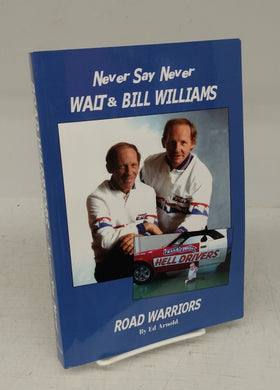 Never Say Never
WALT & BILL WILLIAMS
HELL DRIVERS
ROAD WARRIORS
By Ed Arnold